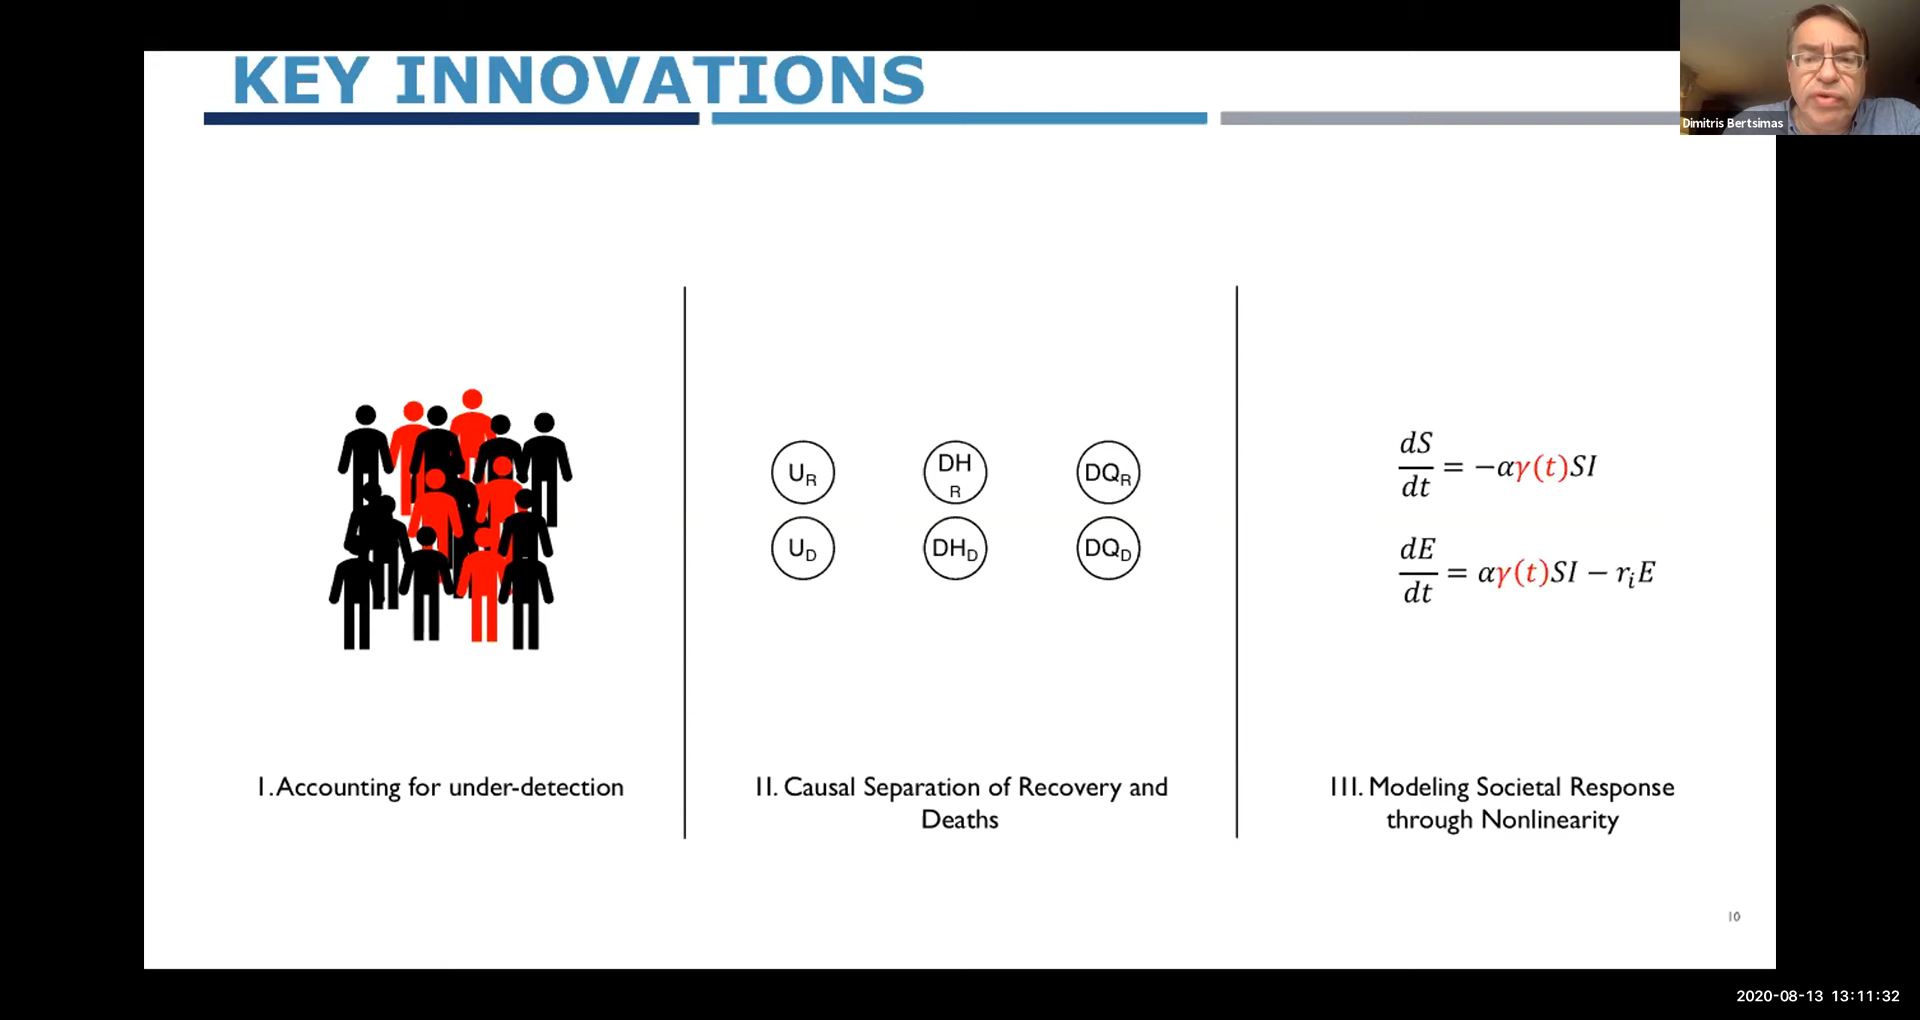 KEY INNOVATIONS
Dimitris Bertsimas
U_R
DH
R
DQ_R
U_D
DH_D
DQ_D
dS/dt = −αγ(t)SI
dE/dt = αγ(t)SI − r_iE
I. Accounting for under-detection
II. Causal Separation of Recovery and
Deaths
III. Modeling Societal Response
through Nonlinearity
10
2020-08-13 13:11:32